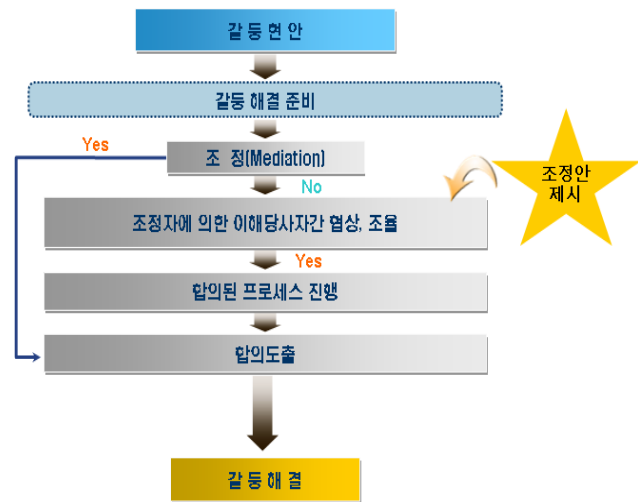 갈 등 현 안
갈등 해결 준비
Yes
조 정(Mediation)
No
조정안
제시
조정자에 의한 이해당사자간 협상, 조율
Yes
합의된 프로세스 진행
합의도출
갈 등 해 결